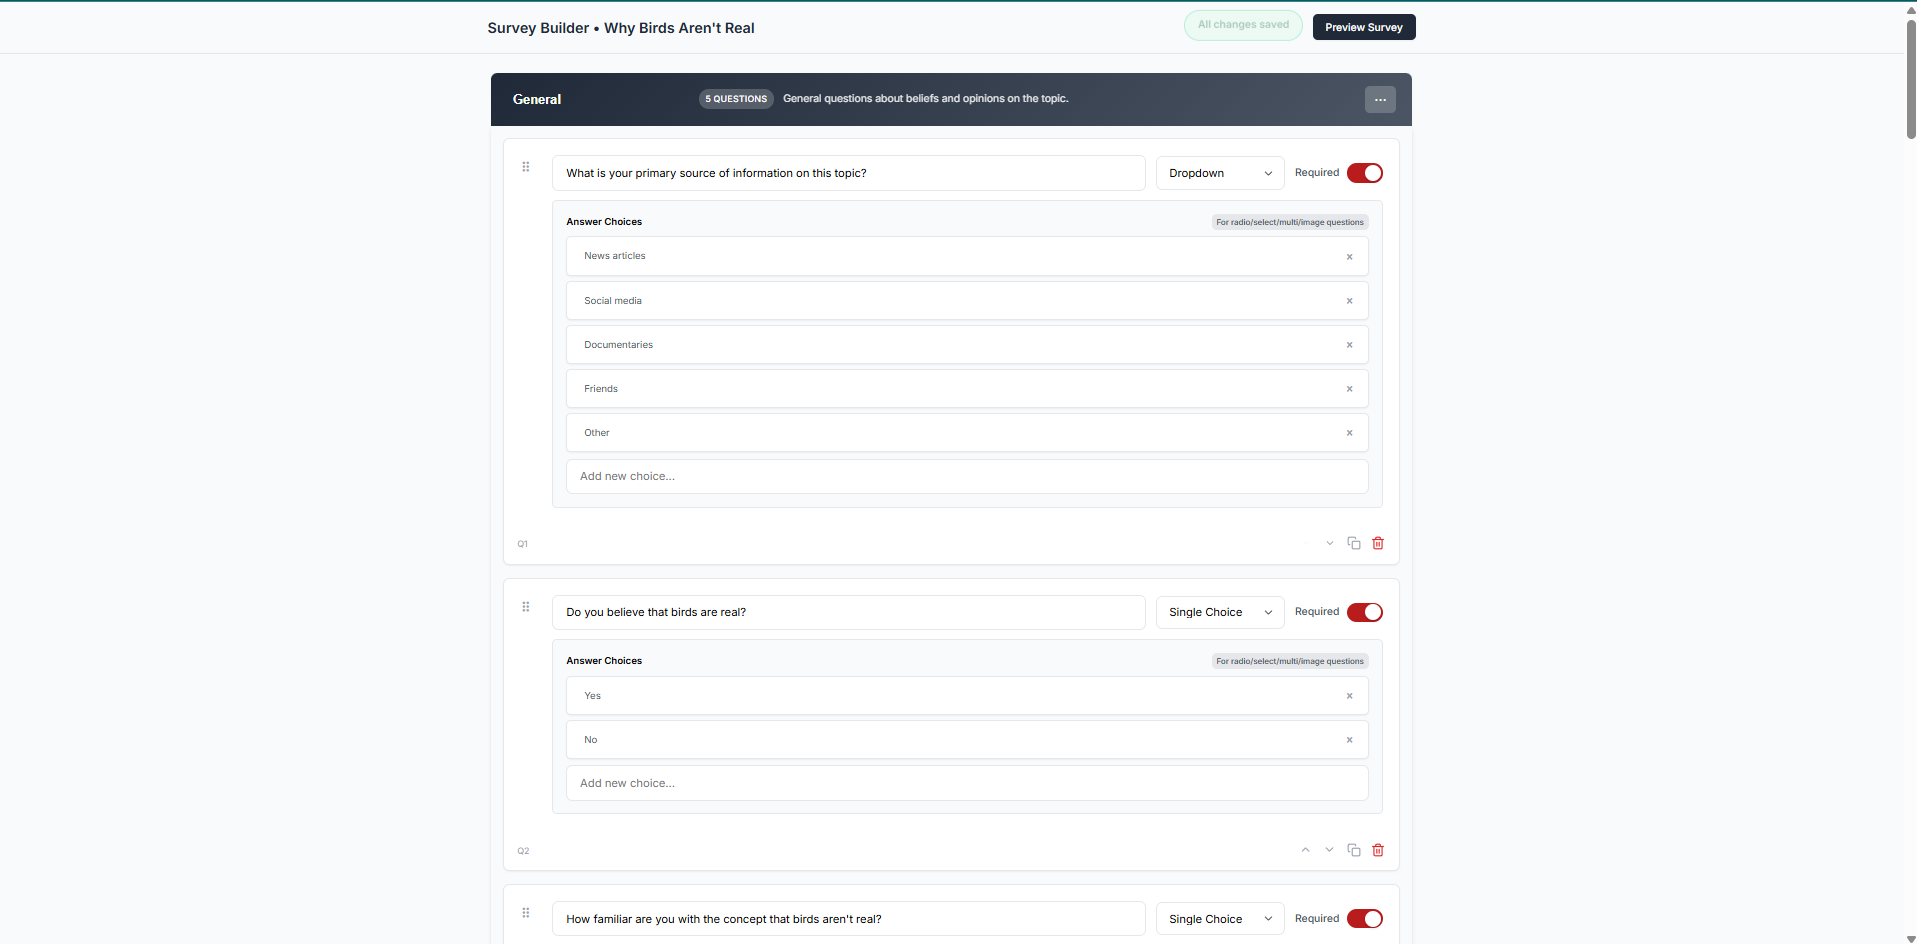 Survey Builder • Why Birds Aren't Real
All changes saved
Preview Survey
General
5 QUESTIONS
General questions about beliefs and opinions on the topic.
...
What is your primary source of information on this topic?
Dropdown
Required
Answer Choices
For radio/select/multi/image questions
News articles
Social media
Documentaries
Friends
Other
Add new choice...
Q1
Do you believe that birds are real?
Single Choice
Required
Answer Choices
For radio/select/multi/image questions
Yes
No
Add new choice...
Q2
How familiar are you with the concept that birds aren't real?
Single Choice
Required